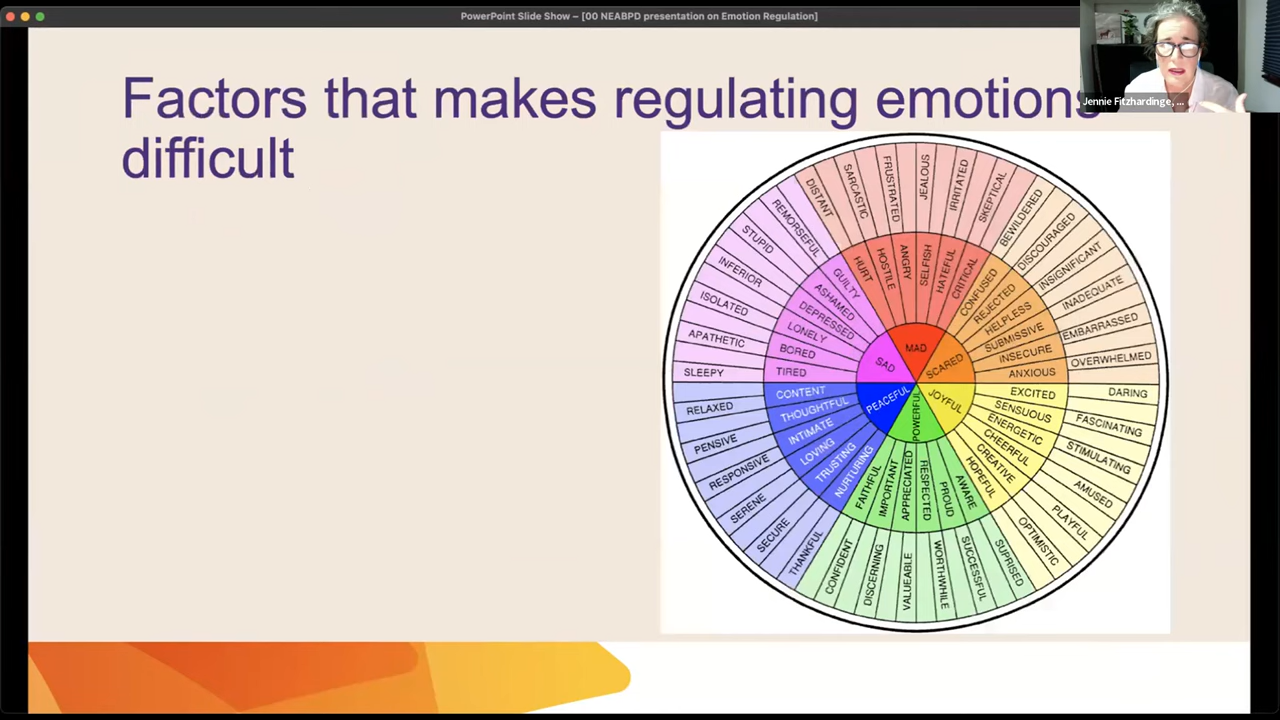 PowerPoint Slide Show – [00 NEABPD presentation on Emotion Regulation]
Jennie Fitzhardinge, ...
Factors that makes regulating emotions
difficult
MAD
SCARED
JOYFUL
POWERFUL
PEACEFUL
SAD
HURT
HOSTILE
ANGRY
SELFISH
HATEFUL
CRITICAL
CONFUSED
REJECTED
HELPLESS
SUBMISSIVE
INSECURE
ANXIOUS
EXCITED
SENSUOUS
ENERGETIC
CHEERFUL
CREATIVE
HOPEFUL
AWARE
PROUD
RESPECTED
APPRECIATED
IMPORTANT
FAITHFUL
NURTURING
TRUSTING
LOVING
INTIMATE
THOUGHTFUL
CONTENT
TIRED
BORED
LONELY
DEPRESSED
ASHAMED
GUILTY
DISTANT
SARCASTIC
FRUSTRATED
JEALOUS
IRRITATED
SKEPTICAL
BEWILDERED
DISCOURAGED
INSIGNIFICANT
INADEQUATE
EMBARRASSED
OVERWHELMED
DARING
FASCINATING
STIMULATING
AMUSED
PLAYFUL
OPTIMISTIC
SUPRISED
SUCCESSFUL
WORTHWHILE
VALUEABLE
DISCERNING
CONFIDENT
THANKFUL
SECURE
SERENE
RESPONSIVE
PENSIVE
RELAXED
SLEEPY
APATHETIC
ISOLATED
INFERIOR
STUPID
REMORSEFUL